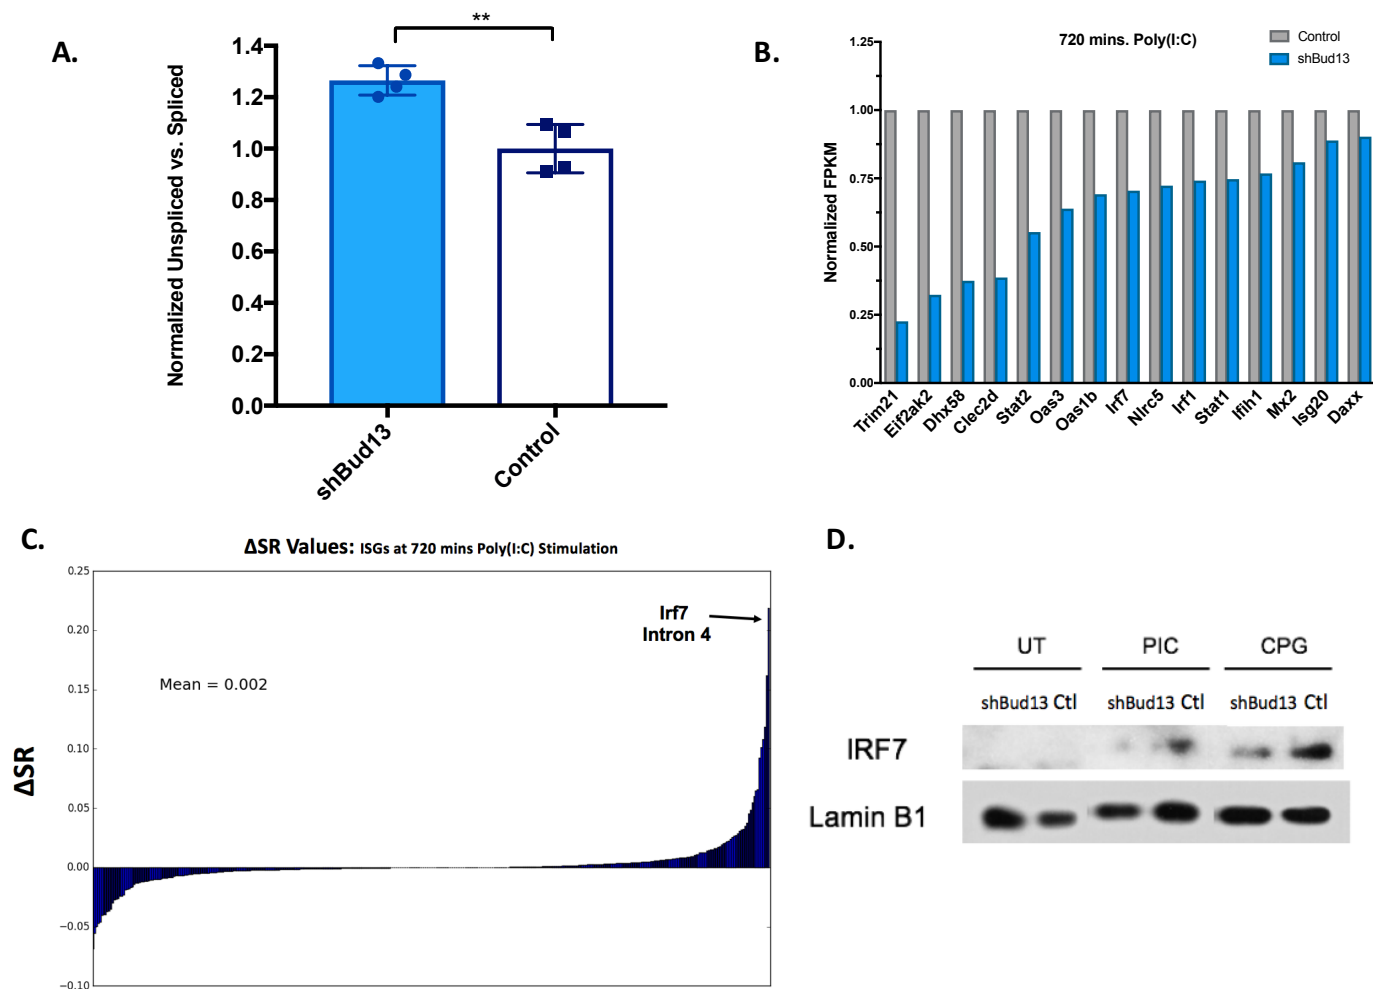 A.
**
Normalized Unspliced vs. Spliced
1.4
1.2
1.0
0.8
0.6
0.4
0.2
0.0
shBud13
Control
B.
720 mins. Poly(I:C)
Control
shBud13
Normalized FPKM
1.25
1.00
0.75
0.50
0.25
0.00
Trim21
Eif2ak2
Dhx58
Clec2d
Stat2
Oas3
Oas1b
Irf7
Nlrc5
Irf1
Stat1
Ifih1
Mx2
Isg20
Daxx
C.
ΔSR Values: ISGs at 720 mins Poly(I:C) Stimulation
ΔSR
0.25
0.20
0.15
0.10
0.05
0.00
−0.05
−0.10
Irf7
Intron 4
Mean = 0.002
D.
UT PIC CPG
shBud13 Ctl shBud13 Ctl shBud13 Ctl
IRF7
Lamin B1